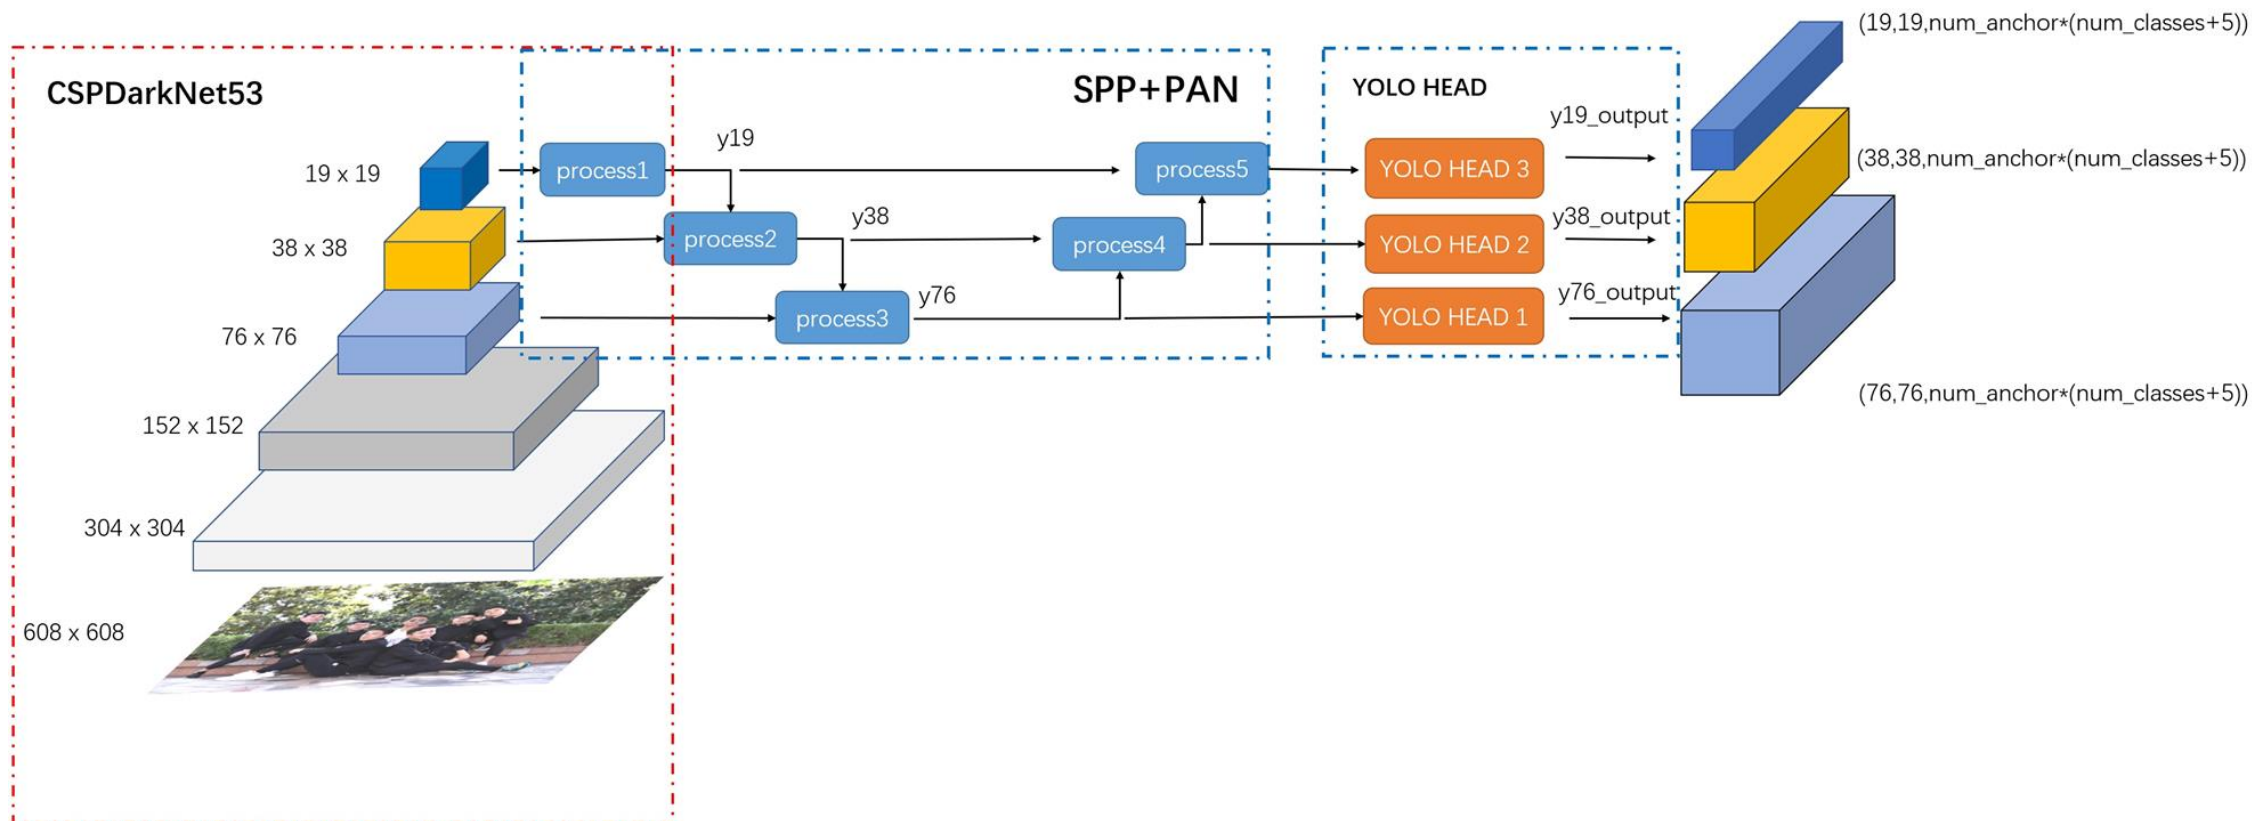 CSPDarkNet53
SPP+PAN
YOLO HEAD
(19,19,num_anchor*(num_classes+5))
y19_output
y19
19 x 19
process1
process5
YOLO HEAD 3
(38,38,num_anchor*(num_classes+5))
y38
y38_output
38 x 38
process2
process4
YOLO HEAD 2
y76
y76_output
76 x 76
process3
YOLO HEAD 1
(76,76,num_anchor*(num_classes+5))
152 x 152
304 x 304
608 x 608